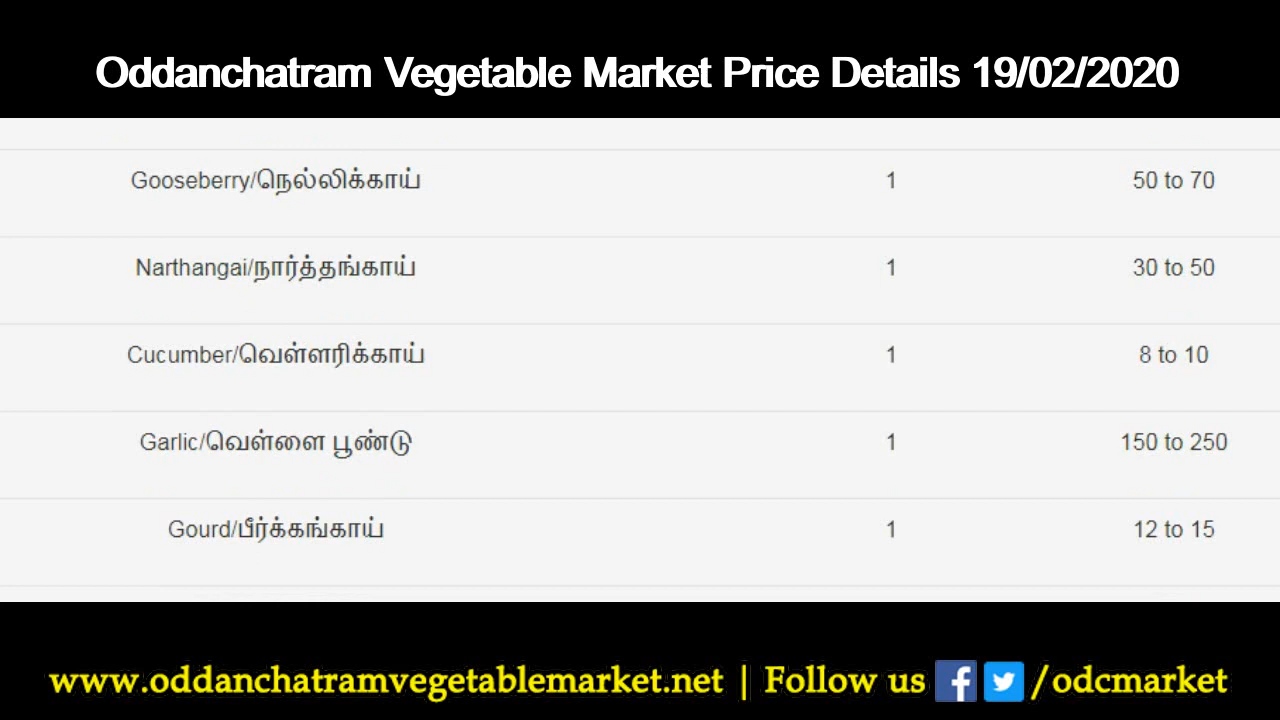 Oddanchatram Vegetable Market Price Details 19/02/2020
Gooseberry/நெல்லிக்காய் 1 50 to 70
Narthangai/நார்த்தங்காய் 1 30 to 50
Cucumber/வெள்ளரிக்காய் 1 8 to 10
Garlic/வெள்ளை பூண்டு 1 150 to 250
Gourd/பீர்க்கங்காய் 1 12 to 15
www.oddanchatramvegetablemarket.net | Follow us f /odcmarket